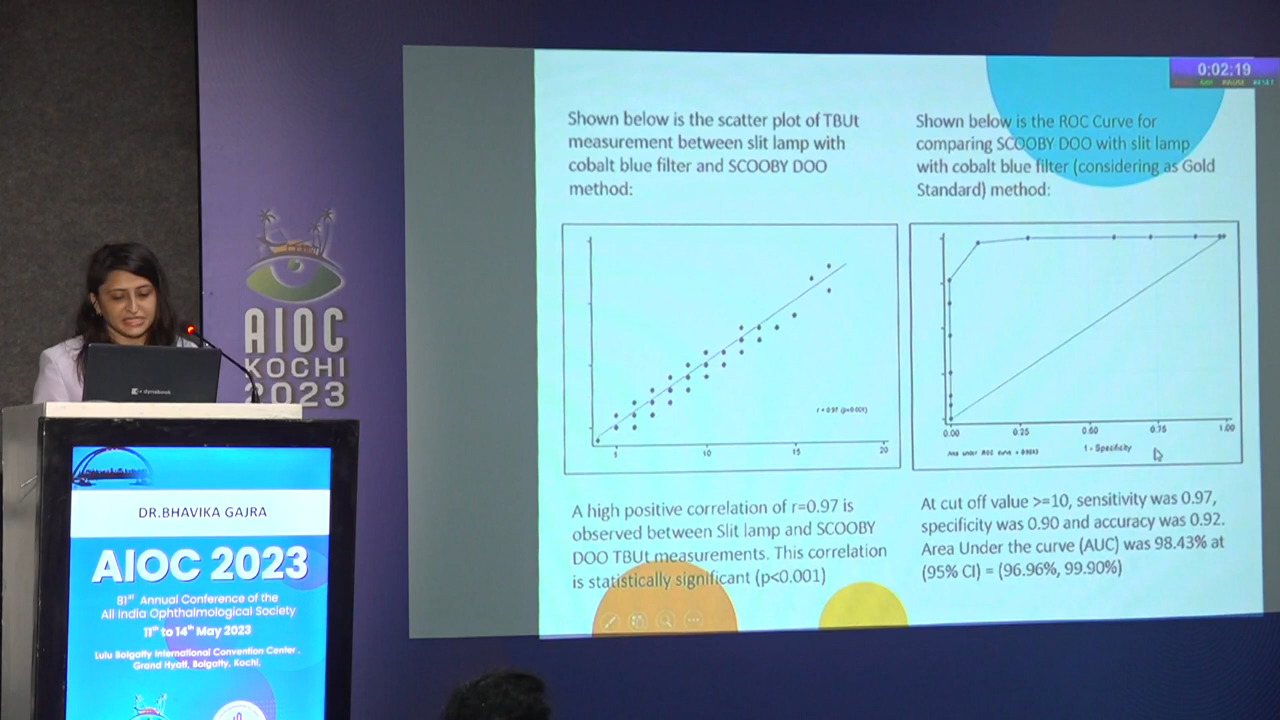 0:02:19
Shown below is the scatter plot of TBUt
measurement between slit lamp with
cobalt blue filter and SCOOBY DOO
method:
Shown below is the ROC Curve for
comparing SCOOBY DOO with slit lamp
with cobalt blue filter (considering as Gold
Standard) method:
r = 0.97 (p=0.001)
5
10
15
20
0.00
0.25
0.50
0.75
1.00
1 - Specificity
A high positive correlation of r=0.97 is
observed between Slit lamp and SCOOBY
DOO TBUt measurements. This correlation
is statistically significant (p<0.001)
At cut off value >=10, sensitivity was 0.97,
specificity was 0.90 and accuracy was 0.92.
Area Under the curve (AUC) was 98.43% at
(95% CI) = (96.96%, 99.90%)
AIOC
KOCHI
2023
dynabook
DR.BHAVIKA GAJRA
AIOC 2023
81st Annual Conference of the
All India Ophthalmological Society
11th to 14th May 2023
Lulu Bolgatty International Convention Center,
Grand Hyatt, Bolgatty, Kochi.